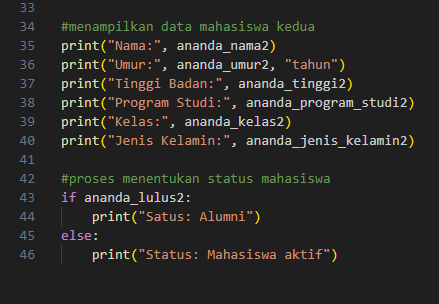 33
34 #menampilkan data mahasiswa kedua
35 print("Nama:", ananda_nama2)
36 print("Umur:", ananda_umur2, "tahun")
37 print("Tinggi Badan:", ananda_tinggi2)
38 print("Program Studi:", ananda_program_studi2)
39 print("Kelas:", ananda_kelas2)
40 print("Jenis Kelamin:", ananda_jenis_kelamin2)
41
42 #proses menentukan status mahasiswa
43 if ananda_lulus2:
44     print("Satus: Alumni")
45 else:
46     print("Status: Mahasiswa aktif")